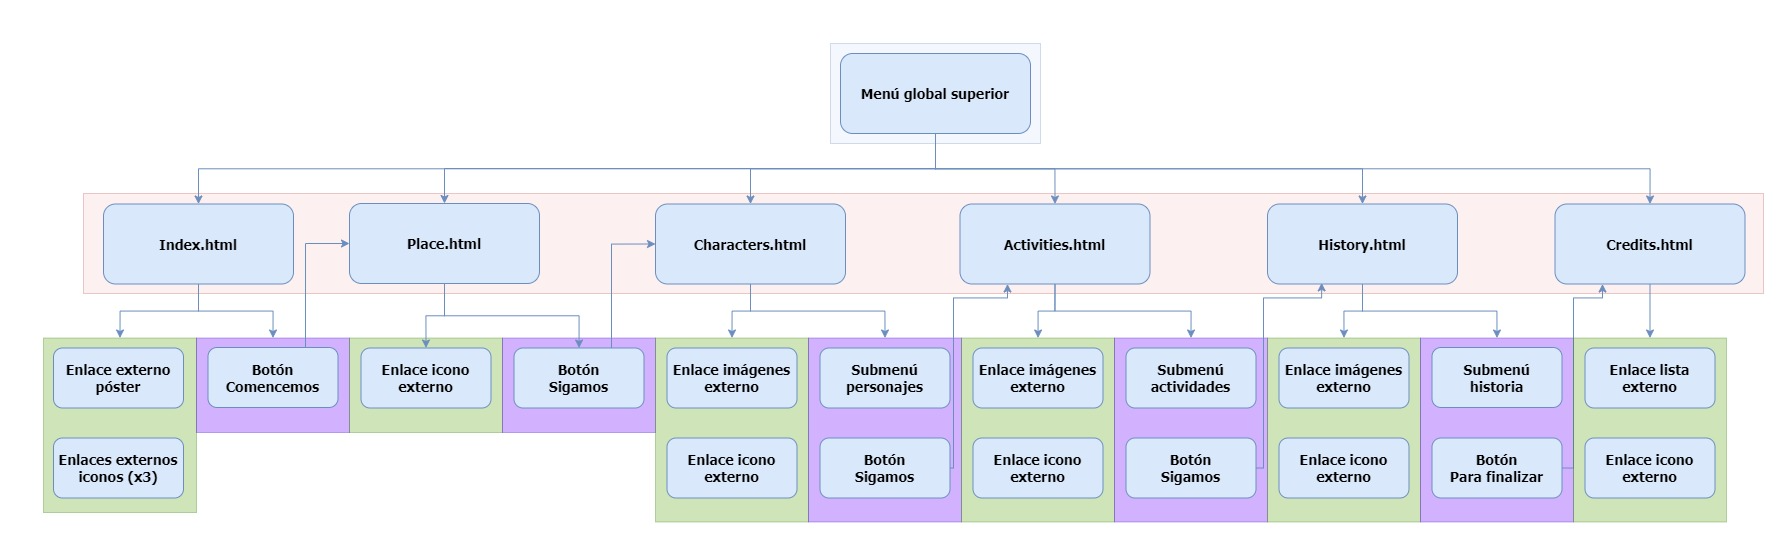 Menú global superior
Index.html
Place.html
Characters.html
Activities.html
History.html
Credits.html
Enlace externo
póster
Botón
Comencemos
Enlace icono
externo
Botón
Sigamos
Enlace imágenes
externo
Submenú
personajes
Enlace imágenes
externo
Submenú
actividades
Enlace imágenes
externo
Submenú
historia
Enlace lista
externo
Enlaces externos
iconos (x3)
Enlace icono
externo
Botón
Sigamos
Enlace icono
externo
Botón
Sigamos
Enlace icono
externo
Botón
Para finalizar
Enlace icono
externo